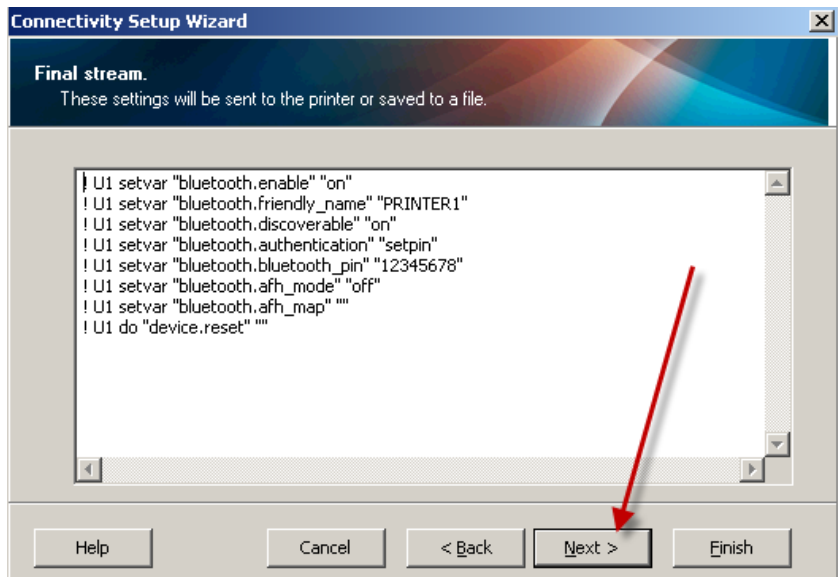 Connectivity Setup Wizard
Final stream.
These settings will be sent to the printer or saved to a file.
! U1 setvar "bluetooth.enable" "on"
! U1 setvar "bluetooth.friendly_name" "PRINTER1"
! U1 setvar "bluetooth.discoverable" "on"
! U1 setvar "bluetooth.authentication" "setpin"
! U1 setvar "bluetooth.bluetooth_pin" "12345678"
! U1 setvar "bluetooth.afh_mode" "off"
! U1 setvar "bluetooth.afh_map" ""
! U1 do "device.reset" ""
Help Cancel < Back Next > Finish